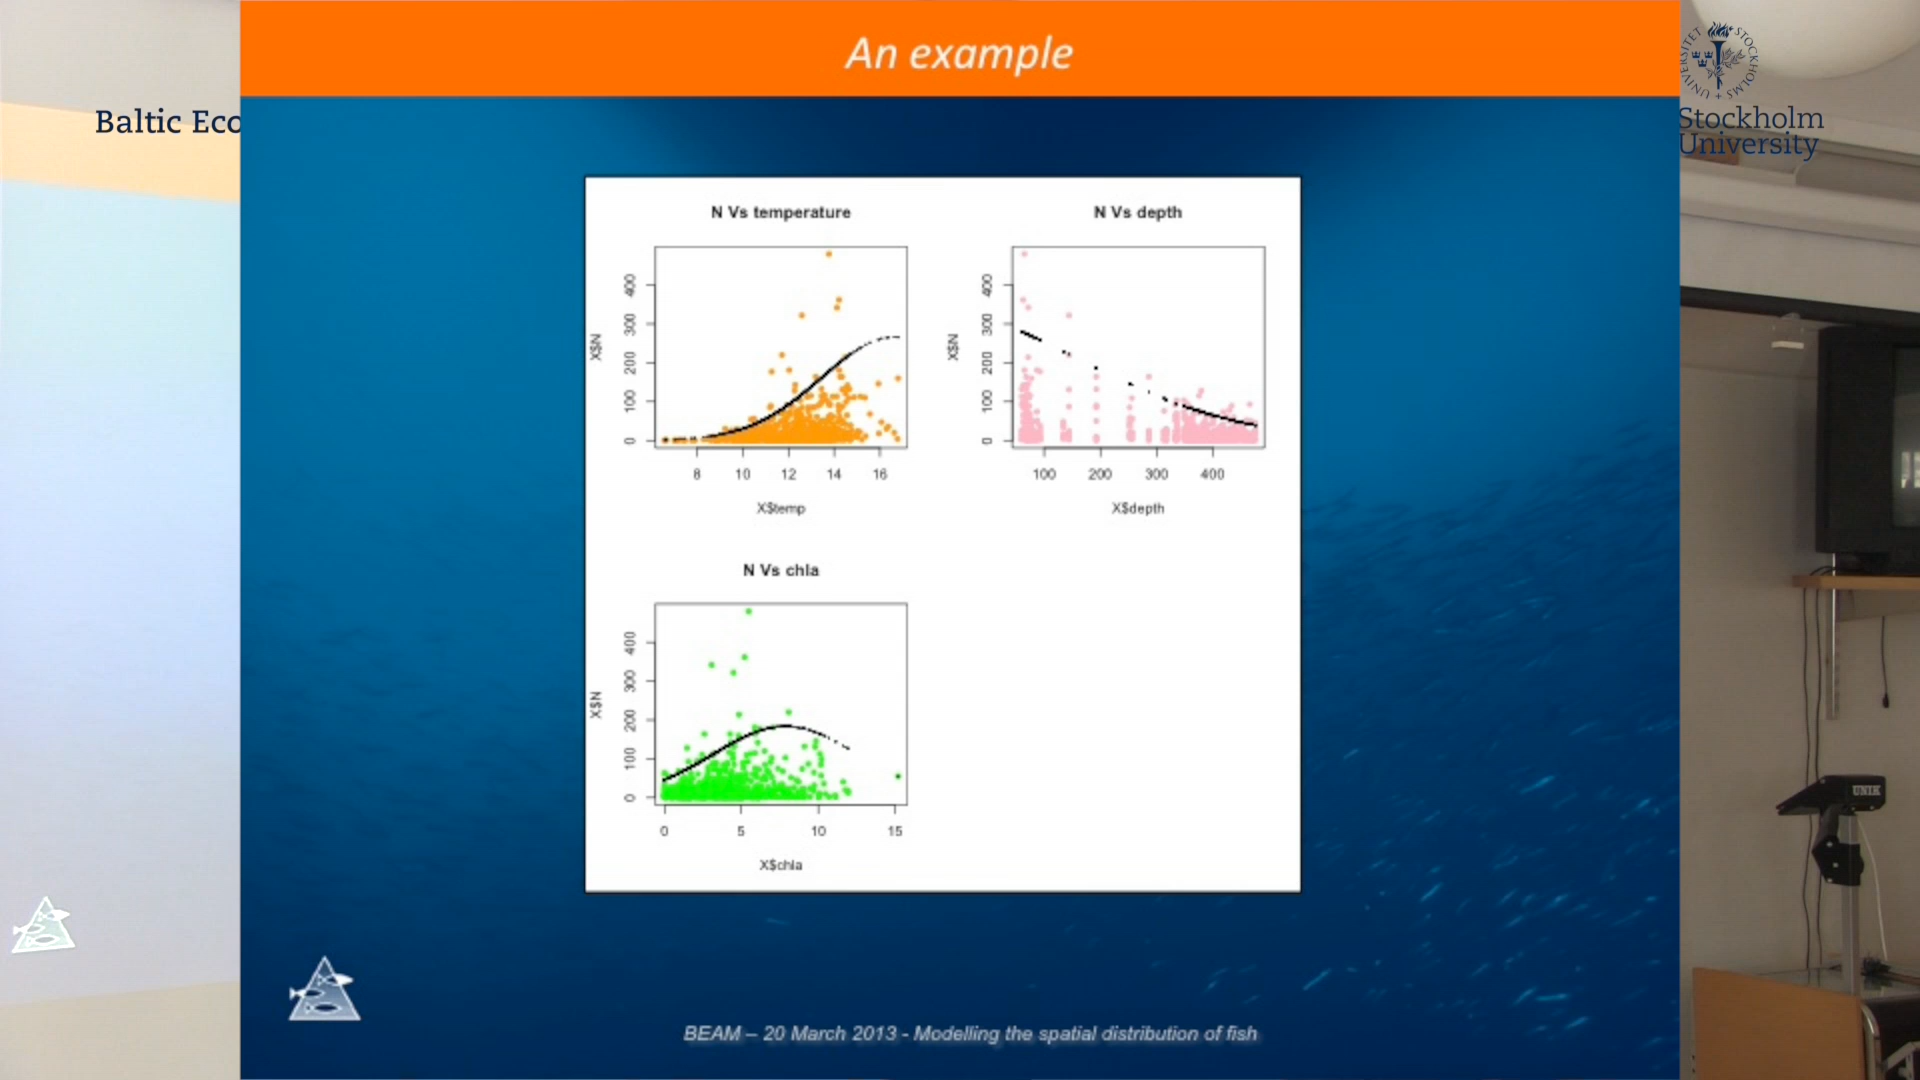 An example
Baltic Eco
Stockholm
University
N Vs temperature
X$N
0
100
200
300
400
8
10
12
14
16
X$temp
N Vs depth
X$N
0
100
200
300
400
100
200
300
400
X$depth
N Vs chla
X$N
0
100
200
300
400
0
5
10
15
X$chla
BEAM – 20 March 2013 - Modelling the spatial distribution of fish
UNIK